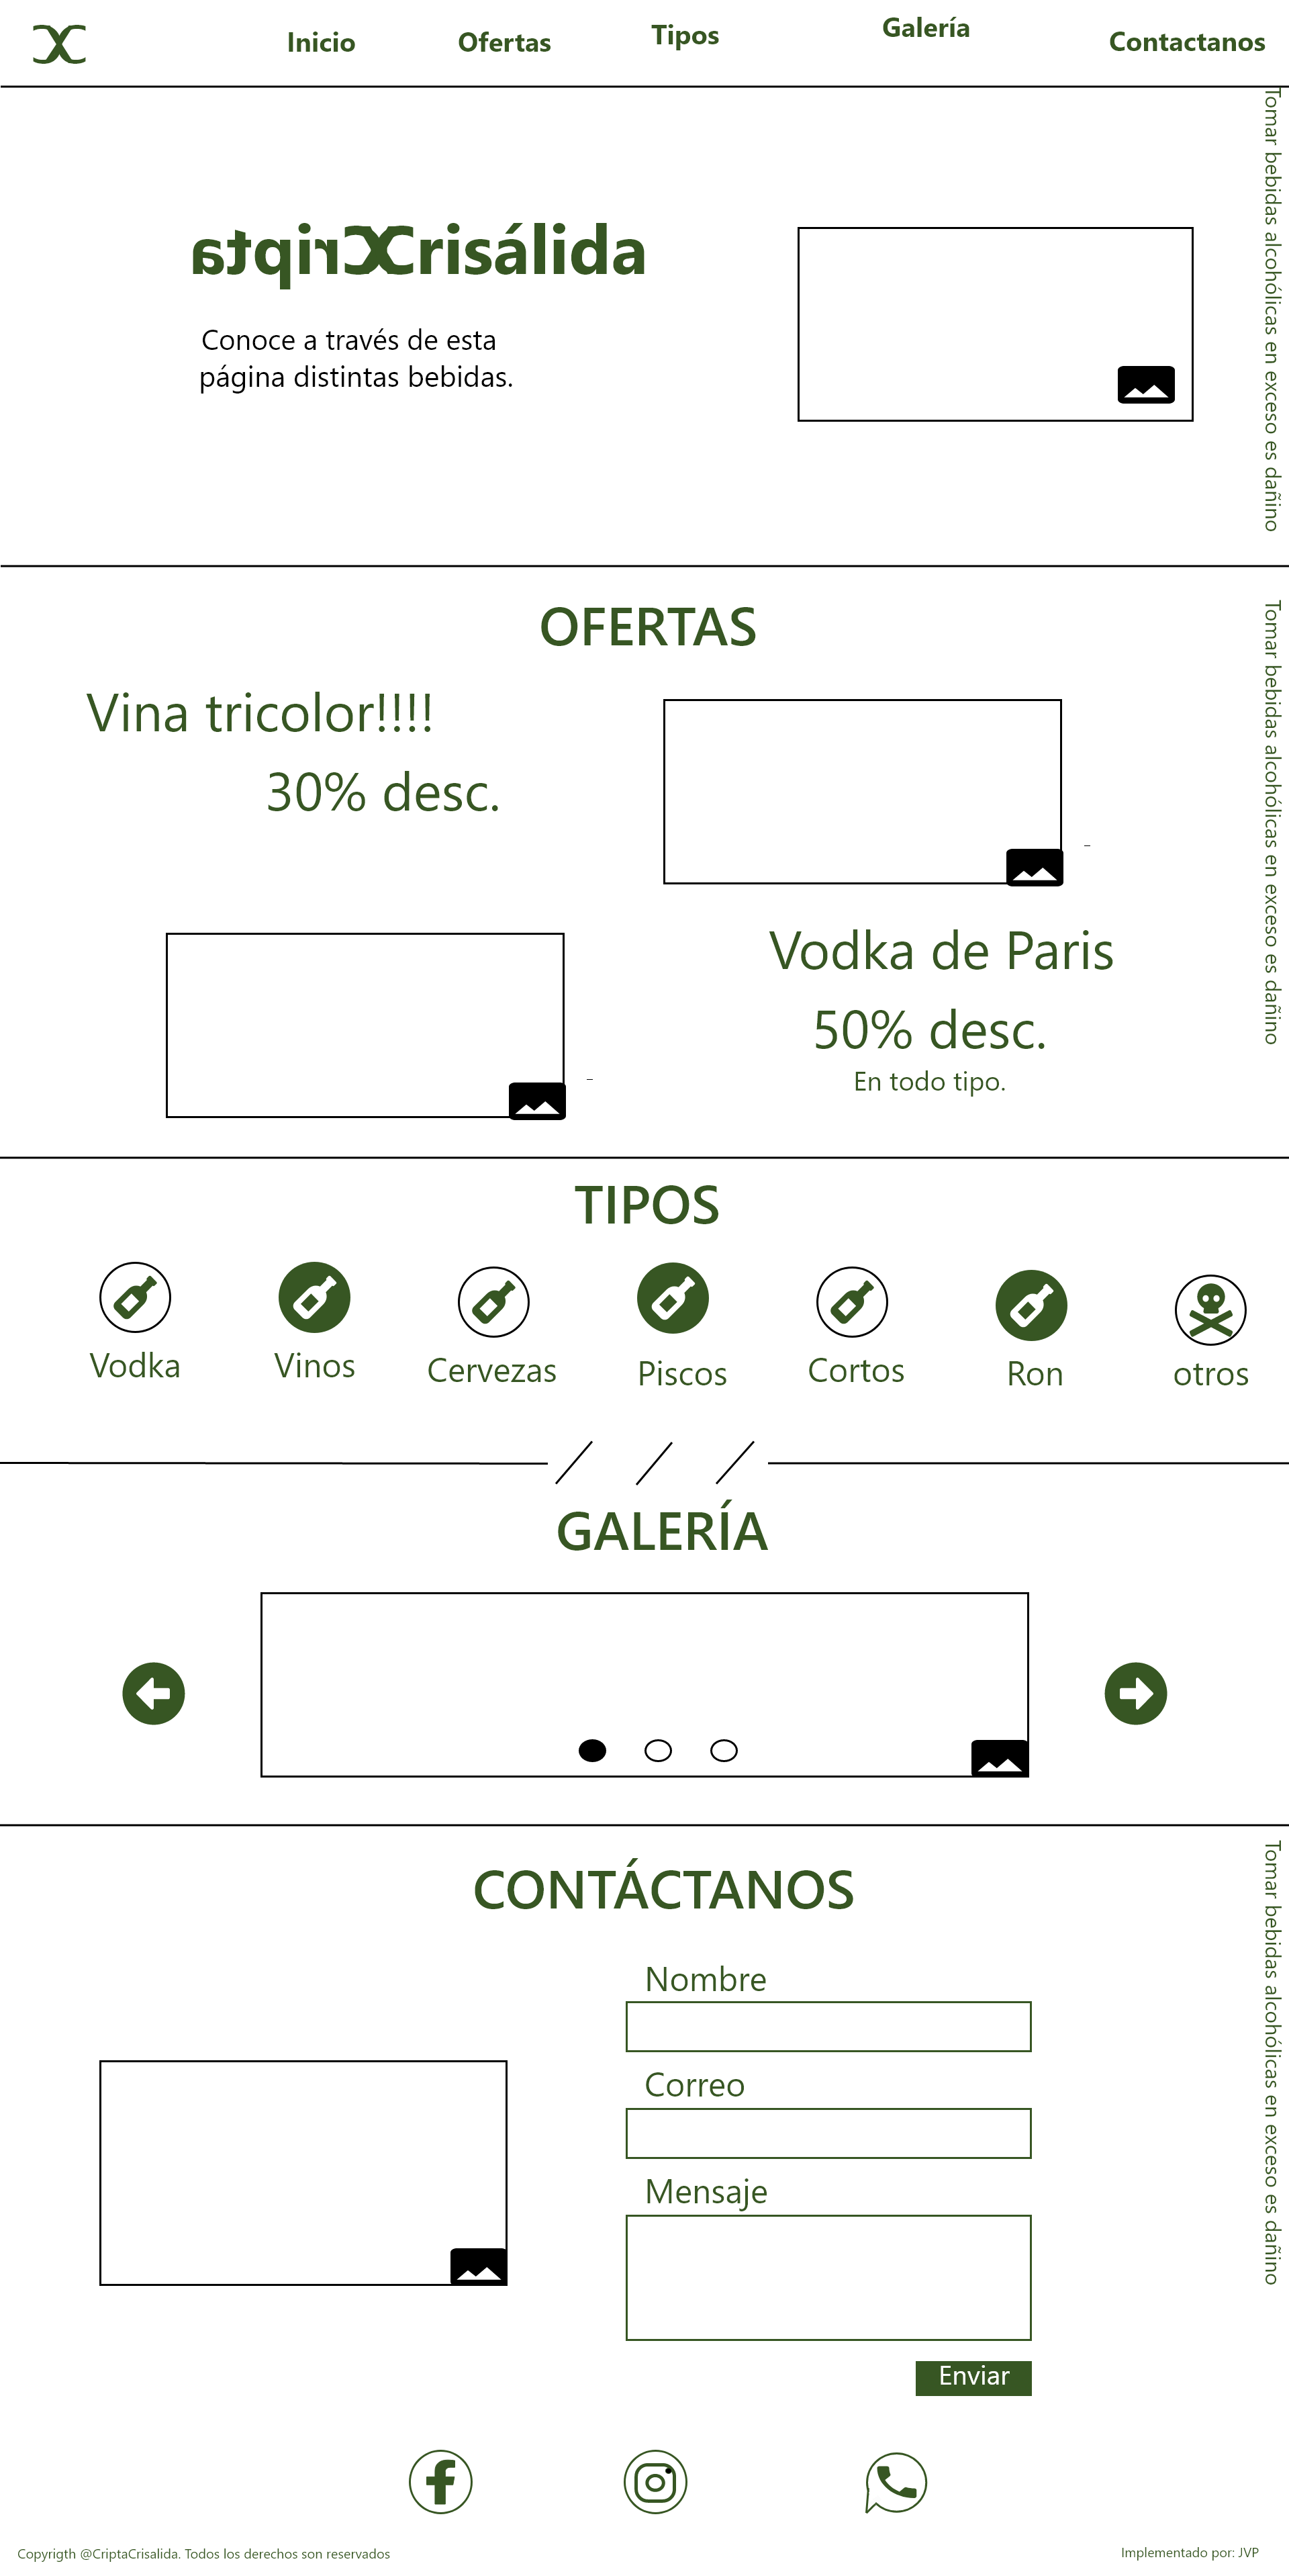 Inicio
Ofertas
Tipos
Galería
Contactanos
CriptaCrisálida
Conoce a través de esta
página distintas bebidas.
Tomar bebidas alcohólicas en exceso es dañino
OFERTAS
Vina tricolor!!!!
30% desc.
Vodka de Paris
50% desc.
En todo tipo.
Tomar bebidas alcohólicas en exceso es dañino
TIPOS
Vodka
Vinos
Cervezas
Piscos
Cortos
Ron
otros
GALERÍA
CONTÁCTANOS
Nombre
Correo
Mensaje
Enviar
Tomar bebidas alcohólicas en exceso es dañino
Copyrigth @CriptaCrisalida. Todos los derechos son reservados
Implementado por: JVP